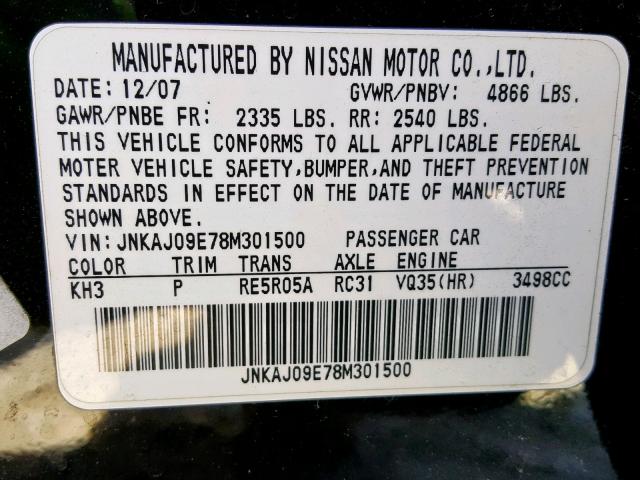 MANUFACTURED BY NISSAN MOTOR CO.,LTD.
DATE: 12/07 GVWR/PNBV: 4866 LBS.
GAWR/PNBE FR: 2335 LBS. RR: 2540 LBS.
THIS VEHICLE CONFORMS TO ALL APPLICABLE FEDERAL
MOTER VEHICLE SAFETY,BUMPER,AND THEFT PREVENTION
STANDARDS IN EFFECT ON THE DATE OF MANUFACTURE
SHOWN ABOVE.
VIN:JNKAJ09E78M301500 PASSENGER CAR
COLOR TRIM TRANS AXLE ENGINE
KH3 P RE5R05A RC31 VQ35(HR) 3498CC
JNKAJ09E78M301500